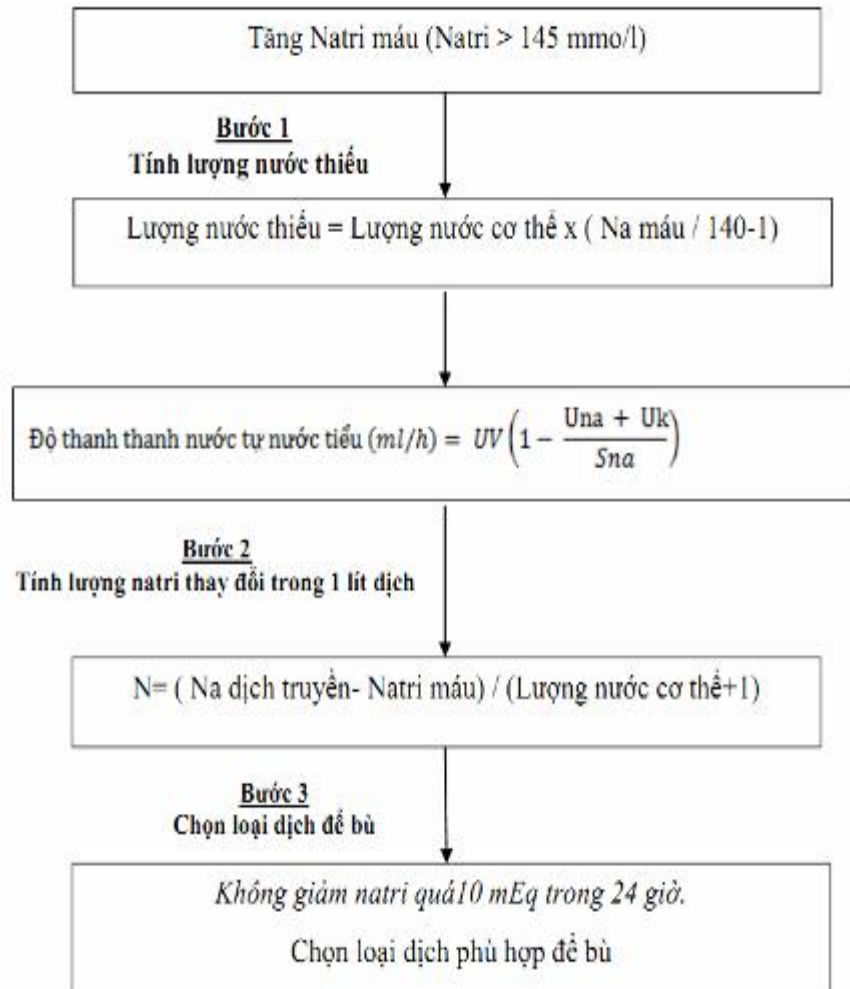 Tăng Natri máu (Natri > 145 mmo/l)
Bước 1
Tính lượng nước thiếu
Lượng nước thiếu = Lượng nước cơ thể x ( Na máu / 140-1)
Độ thanh thanh nước tự nước tiểu (ml/h) = UV(1 − (Una + Uk)/Sna)
Bước 2
Tính lượng natri thay đổi trong 1 lít dịch
N= ( Na dịch truyền- Natri máu) / (Lượng nước cơ thể+1)
Bước 3
Chọn loại dịch để bù
Không giảm natri quá10 mEq trong 24 giờ.
Chọn loại dịch phù hợp để bù